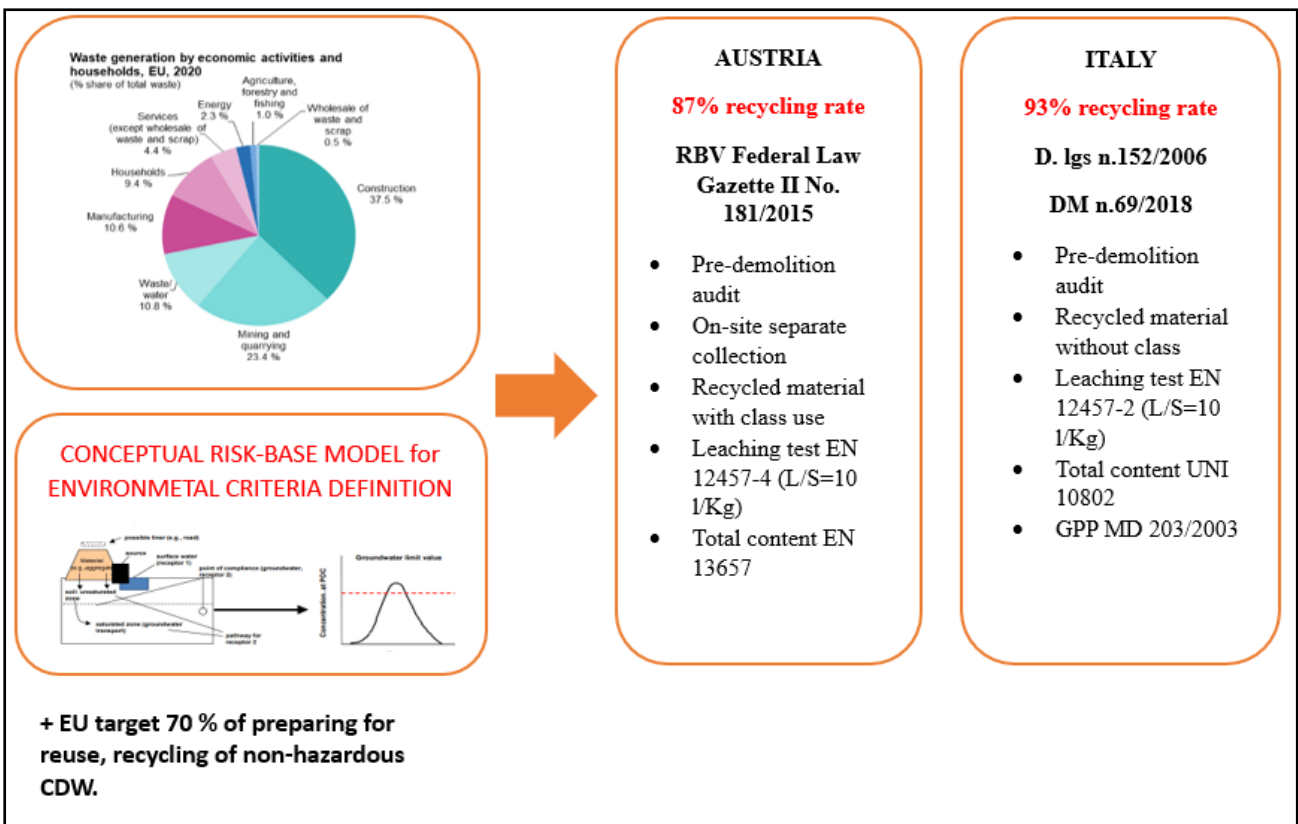 Waste generation by economic activities and
households, EU, 2020
(% share of total waste)
Agriculture,
forestry and
fishing
1.0 %
Energy
2.3 %
Wholesale of
waste and
scrap
0.5 %
Services
(except wholesale of
waste and scrap)
4.4 %
Households
9.4 %
Construction
37.5 %
Manufacturing
10.6 %
Waste/
water
10.8 %
Mining and
quarrying
23.4 %
CONCEPTUAL RISK-BASE MODEL for
ENVIRONMETAL CRITERIA DEFINITION
possible liner (e.g., road)
source
Material
(e.g., aggregate)
surface water
(receptor 1)
point of compliance (groundwater,
receptor 2)
soil: unsaturated
zone
saturated zone (groundwater
transport)
pathway for
receptor 2
Groundwater limit value
Concentration, at POC
+ EU target 70 % of preparing for
reuse, recycling of non-hazardous
CDW.
AUSTRIA
87% recycling rate
RBV Federal Law
Gazette II No.
181/2015
• Pre-demolition
audit
• On-site separate
collection
• Recycled material
with class use
• Leaching test EN
12457-4 (L/S=10
l/Kg)
• Total content EN
13657
ITALY
93% recycling rate
D. lgs n.152/2006
DM n.69/2018
• Pre-demolition
audit
• Recycled material
without class
• Leaching test EN
12457-2 (L/S=10
l/Kg)
• Total content UNI
10802
• GPP MD 203/2003